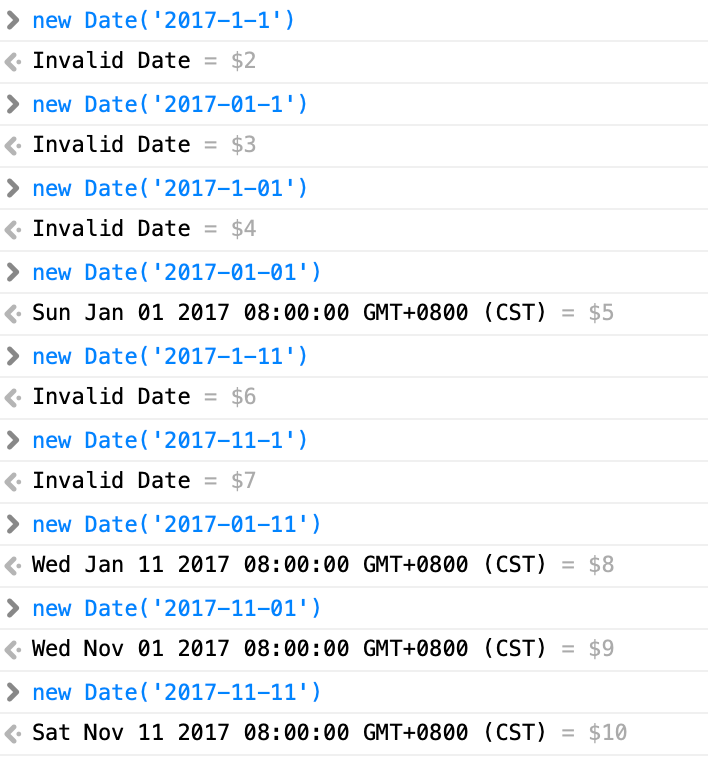 new Date('2017-1-1')
Invalid Date = $2
new Date('2017-01-1')
Invalid Date = $3
new Date('2017-1-01')
Invalid Date = $4
new Date('2017-01-01')
Sun Jan 01 2017 08:00:00 GMT+0800 (CST) = $5
new Date('2017-1-11')
Invalid Date = $6
new Date('2017-11-1')
Invalid Date = $7
new Date('2017-01-11')
Wed Jan 11 2017 08:00:00 GMT+0800 (CST) = $8
new Date('2017-11-01')
Wed Nov 01 2017 08:00:00 GMT+0800 (CST) = $9
new Date('2017-11-11')
Sat Nov 11 2017 08:00:00 GMT+0800 (CST) = $10